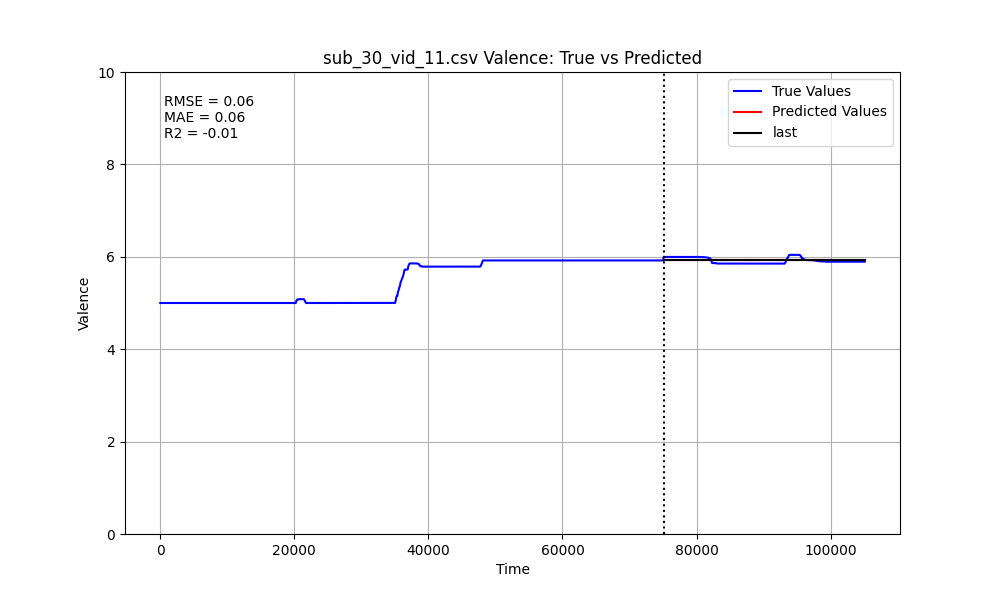 sub_30_vid_11.csv Valence: True vs Predicted
10
8
6
4
2
0
Valence
RMSE = 0.06
MAE = 0.06
R2 = -0.01
True Values
Predicted Values
last
0
20000
40000
60000
80000
100000
Time